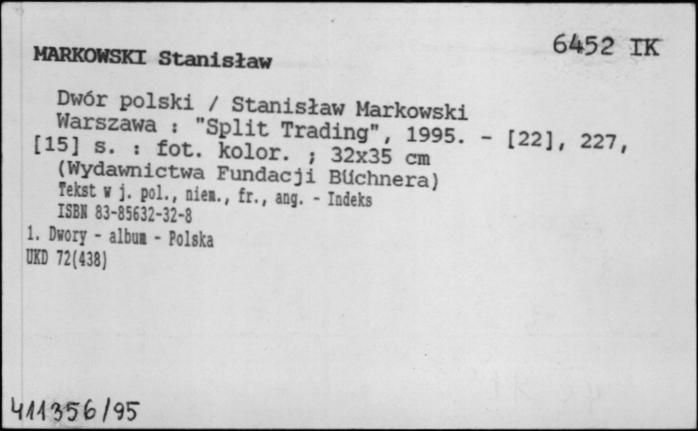 6452 IK
MARKOWSKI Stanisław
Dwór polski / Stanisław Markowski
Warszawa : "Split Trading", 1995. - [22], 227,
[15] s. : fot. kolor. ; 32x35 cm
(Wydawnictwa Fundacji Büchnera)
Tekst w j. pol., niem., fr., ang. - Indeks
ISBN 83-85632-32-8
1. Dwory - album - Polska
UKD 72(438)
411356/95